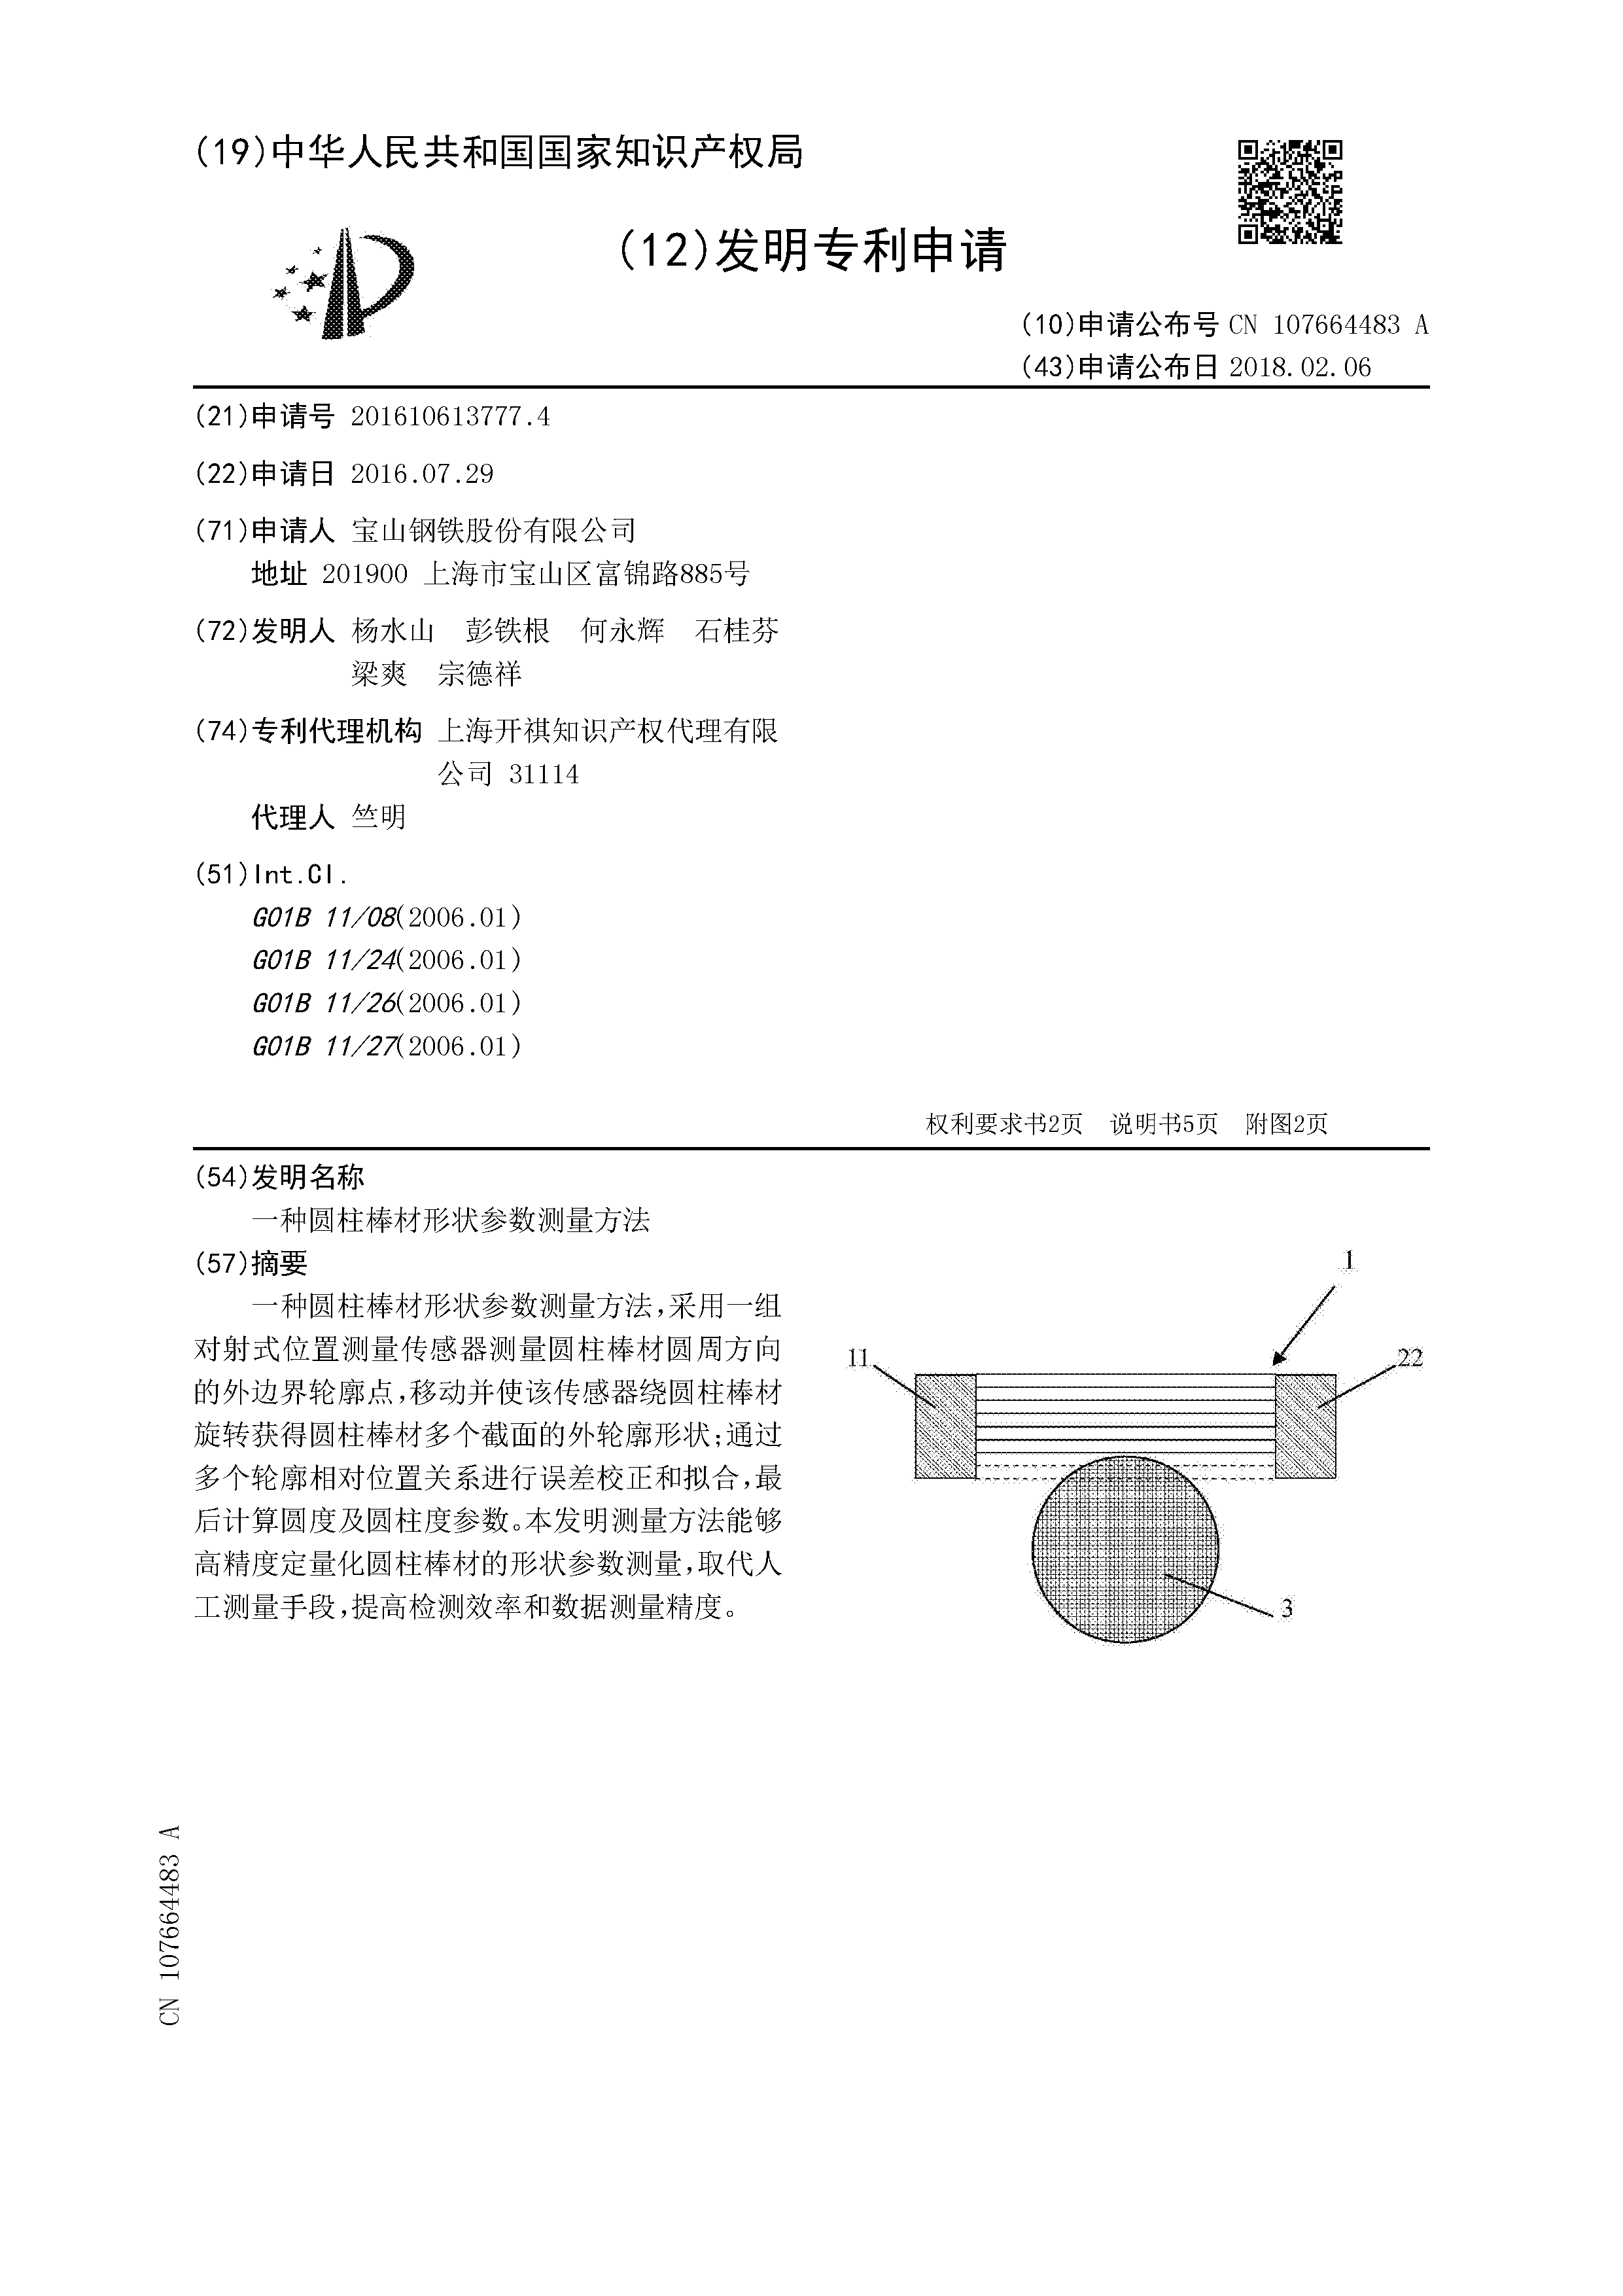 (19)中华人民共和国国家知识产权局
(12)发明专利申请
(10)申请公布号 CN 107664483 A
(43)申请公布日 2018.02.06
(21)申请号 201610613777.4
(22)申请日 2016.07.29
(71)申请人 宝山钢铁股份有限公司
地址 201900 上海市宝山区富锦路885号
(72)发明人 杨水山 彭铁根 何永辉 石桂芬
梁爽 宗德祥
(74)专利代理机构 上海开祺知识产权代理有限
公司 31114
代理人 竺明
(51)Int.Cl.
G01B 11/08(2006.01)
G01B 11/24(2006.01)
G01B 11/26(2006.01)
G01B 11/27(2006.01)
权利要求书2页 说明书5页 附图2页
(54)发明名称
一种圆柱棒材形状参数测量方法
(57)摘要
一种圆柱棒材形状参数测量方法,采用一组
对射式位置测量传感器测量圆柱棒材圆周方向
的外边界轮廓点,移动并使该传感器绕圆柱棒材
旋转获得圆柱棒材多个截面的外轮廓形状;通过
多个轮廓相对位置关系进行误差校正和拟合,最
后计算圆度及圆柱度参数。本发明测量方法能够
高精度定量化圆柱棒材的形状参数测量,取代人
工测量手段,提高检测效率和数据测量精度。
1
11
22
3
CN 107664483 A